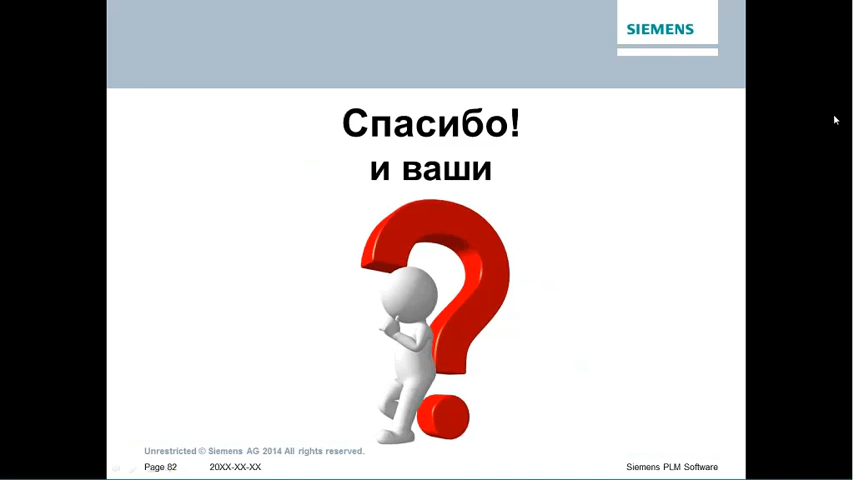 SIEMENS
Спасибо!
и ваши
Unrestricted © Siemens AG 2014 All rights reserved.
Page 82 20XX-XX-XX Siemens PLM Software